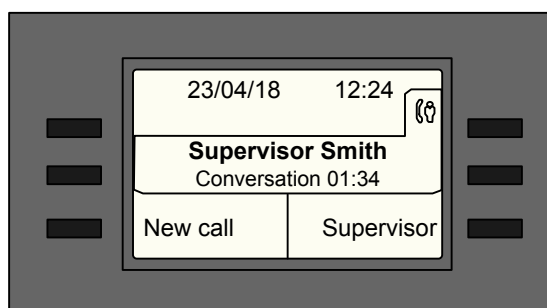 23/04/18 12:24
Supervisor Smith
Conversation 01:34
New call Supervisor